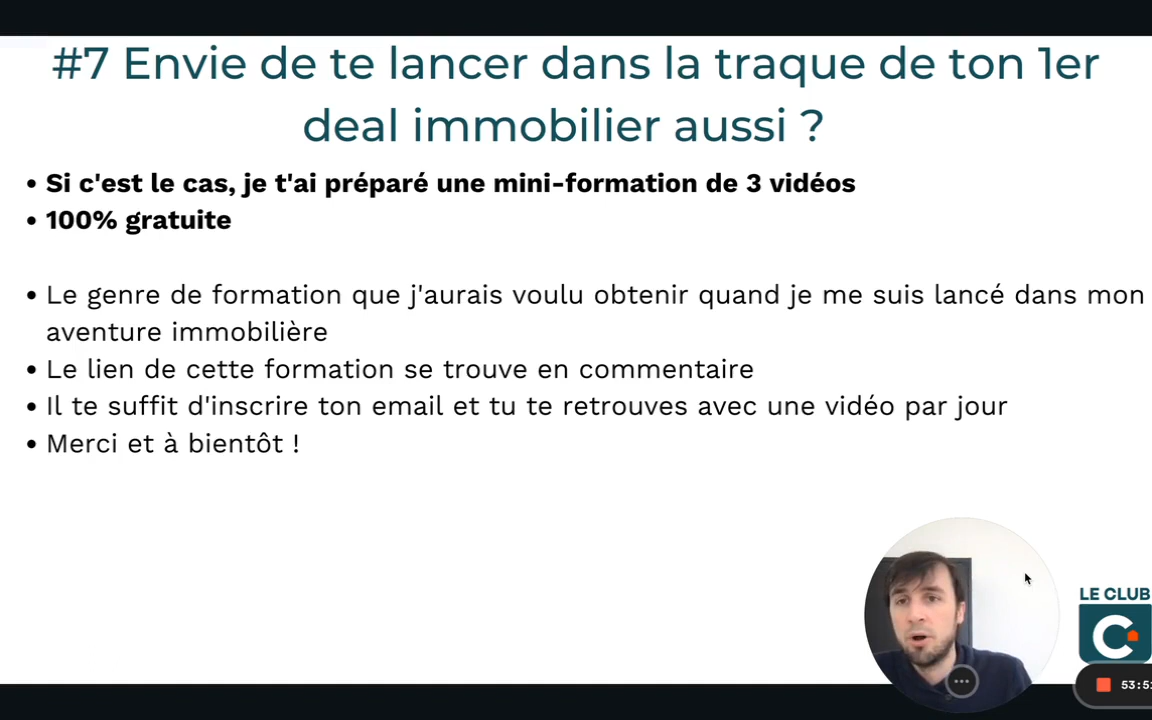 #7 Envie de te lancer dans la traque de ton 1er
deal immobilier aussi ?
• Si c'est le cas, je t'ai préparé une mini-formation de 3 vidéos
• 100% gratuite
• Le genre de formation que j'aurais voulu obtenir quand je me suis lancé dans mon
aventure immobilière
• Le lien de cette formation se trouve en commentaire
• Il te suffit d'inscrire ton email et tu te retrouves avec une vidéo par jour
• Merci et à bientôt !
LE CLUB
C